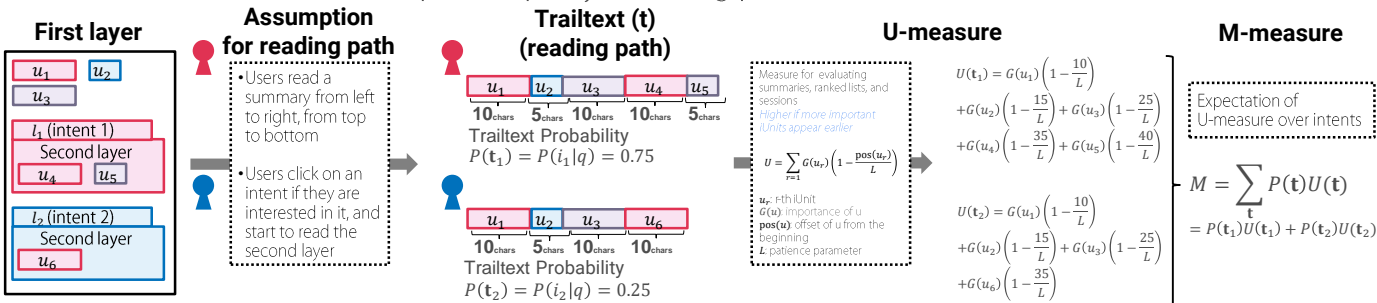 First layer
u1
u2
u3
l1 (intent 1)
Second layer
u4
u5
l2 (intent 2)
Second layer
u6
Assumption
for reading path
•Users read a
summary from left
to right, from top
to bottom
• Users click on an
intent if they are
interested in it, and
start to read the
second layer
Trailtext (t)
(reading path)
u1 u2 u3 u4 u5
10chars 5chars 10chars 10chars 5chars
Trailtext Probability
P(t1) = P(i1|q) = 0.75
u1 u2 u3 u6
10chars 5chars 10chars 10chars
Trailtext Probability
P(t2) = P(i2|q) = 0.25
U-measure
Measure for evaluating
summaries, ranked lists, and
sessions
Higher if more important
iUnits appear earlier
U = ∑r=1 G(ur) (1 − pos(ur)/L)
ur: r-th iUnit
G(u): importance of u
pos(u): offset of u from the
beginning
L: patience parameter
U(t1) = G(u1) (1 − 10/L)
+G(u2) (1 − 15/L) + G(u3) (1 − 25/L)
+G(u4) (1 − 35/L) + G(u5) (1 − 40/L)
U(t2) = G(u1) (1 − 10/L)
+G(u2) (1 − 15/L) + G(u3) (1 − 25/L)
+G(u6) (1 − 35/L)
M-measure
Expectation of
U-measure over intents
M = ∑t P(t)U(t)
= P(t1)U(t1) + P(t2)U(t2)